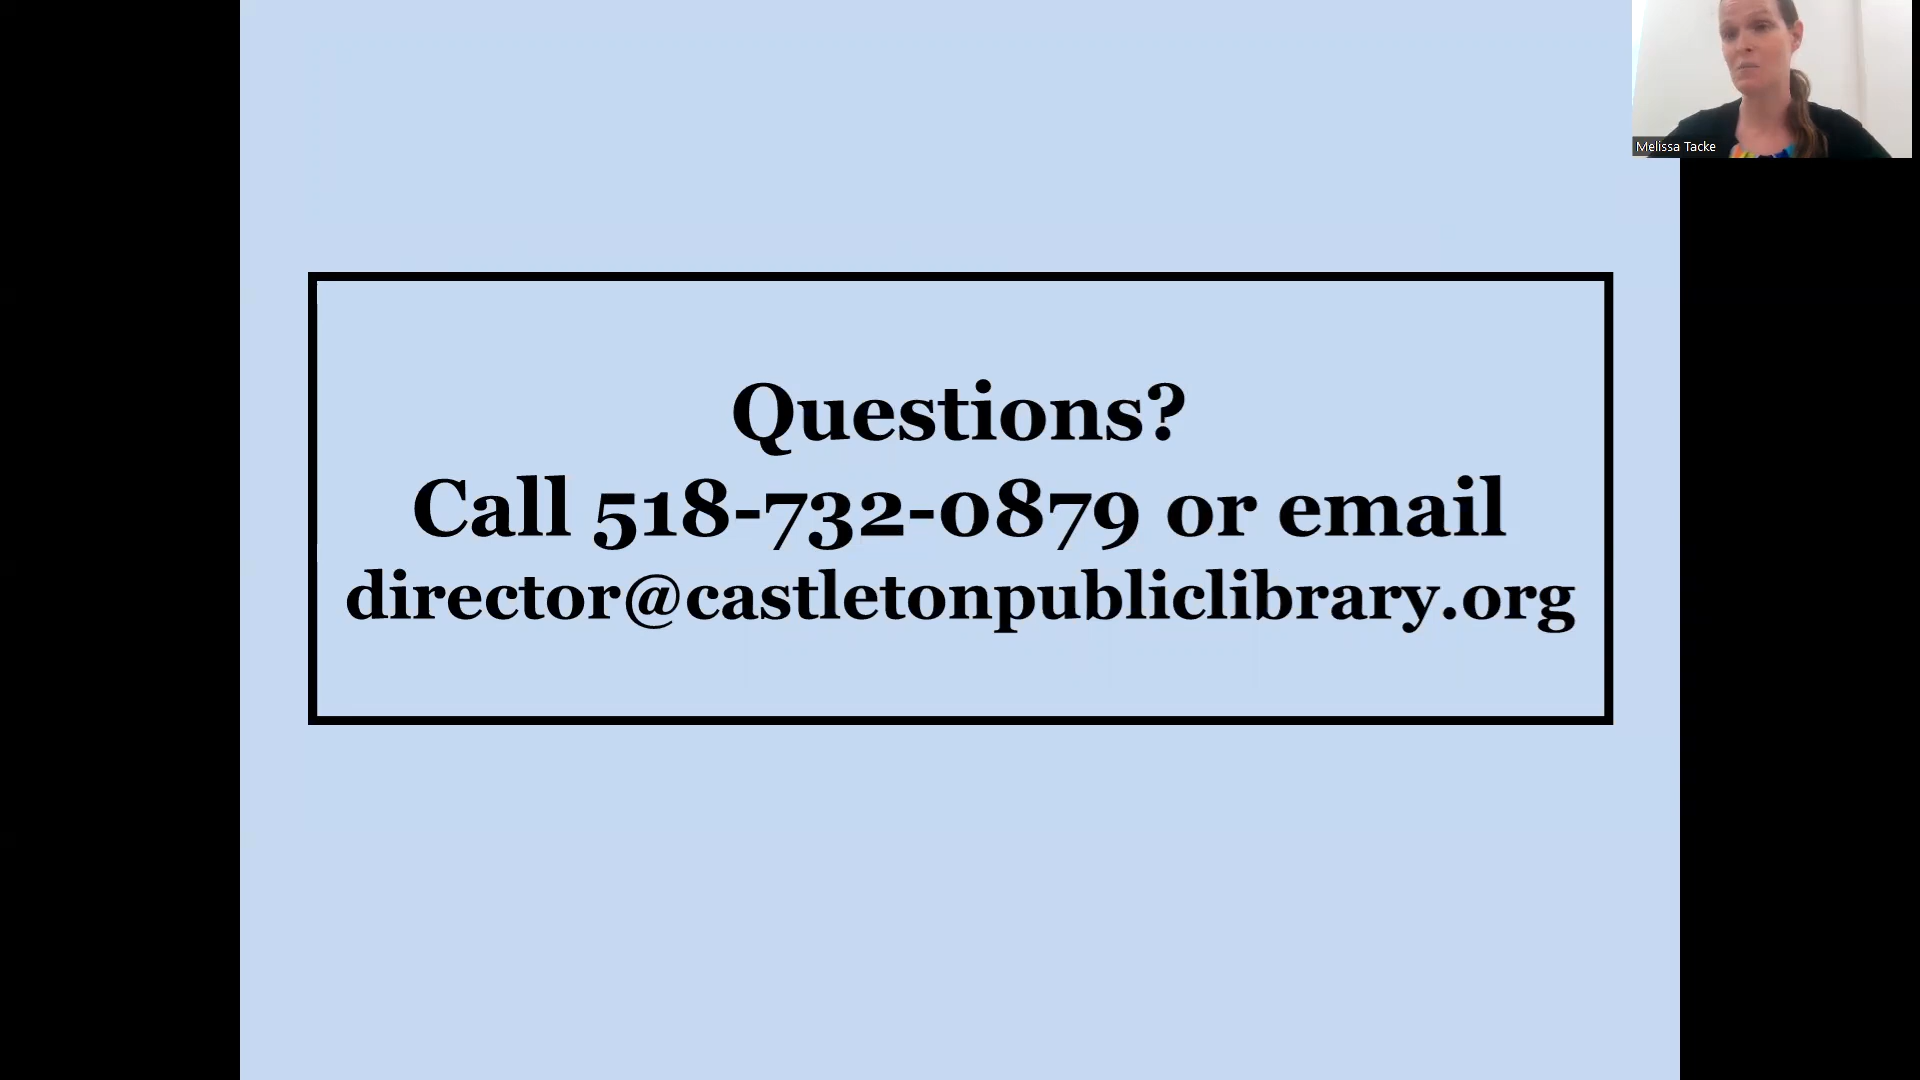 Melissa Tacke
Questions?
Call 518-732-0879 or email
director@castletonpubliclibrary.org